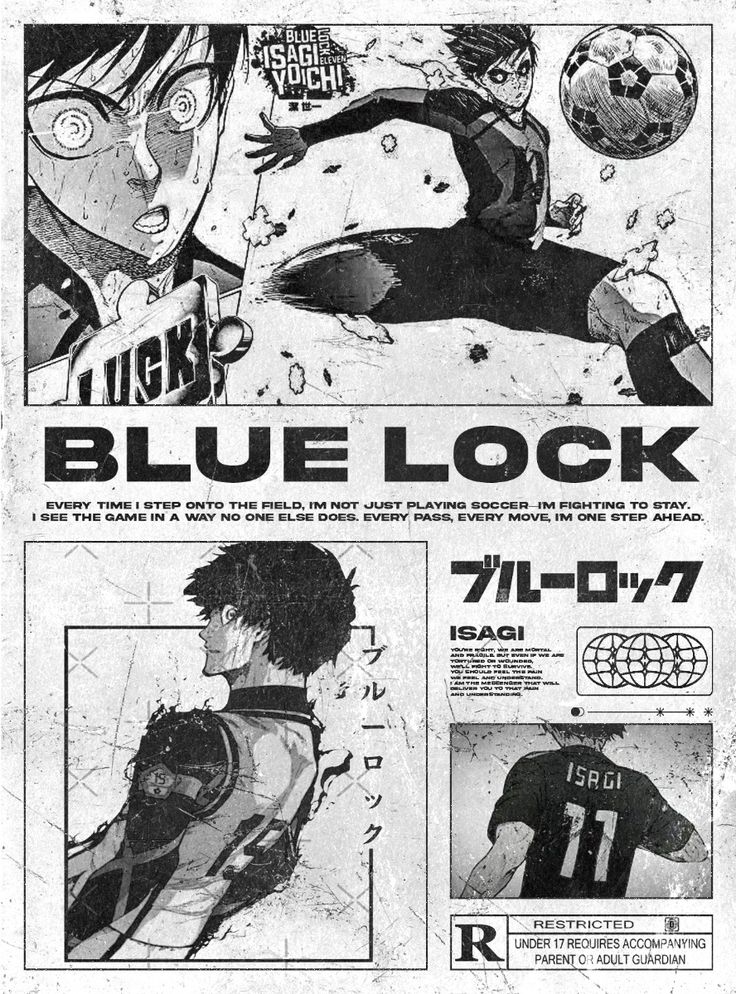 BLUE LOCK
ISAGI ELEVEN
YOICHI
潔 世一
LUCK
BLUE LOCK
EVERY TIME I STEP ONTO THE FIELD, I'M NOT JUST PLAYING SOCCER—I'M FIGHTING TO STAY.
I SEE THE GAME IN A WAY NO ONE ELSE DOES. EVERY PASS, EVERY MOVE, I'M ONE STEP AHEAD.
ブルーロック
15
15
ブルーロック
ISAGI
YOU'RE RIGHT, WE ARE MORTAL
AND FRAGILE. BUT EVEN IF WE ARE
TORTURED OR WOUNDED,
WE'LL FIGHT TO SURVIVE.
YOU SHOULD FEEL THE PAIN
WE FEEL AND UNDERSTAND.
I AM THE MESSENGER THAT WILL
DELIVER YOU TO THAT PAIN
AND UNDERSTANDING.
ISAGI
11
R
RESTRICTED
UNDER 17 REQUIRES ACCOMPANYING
PARENT OR ADULT GUARDIAN